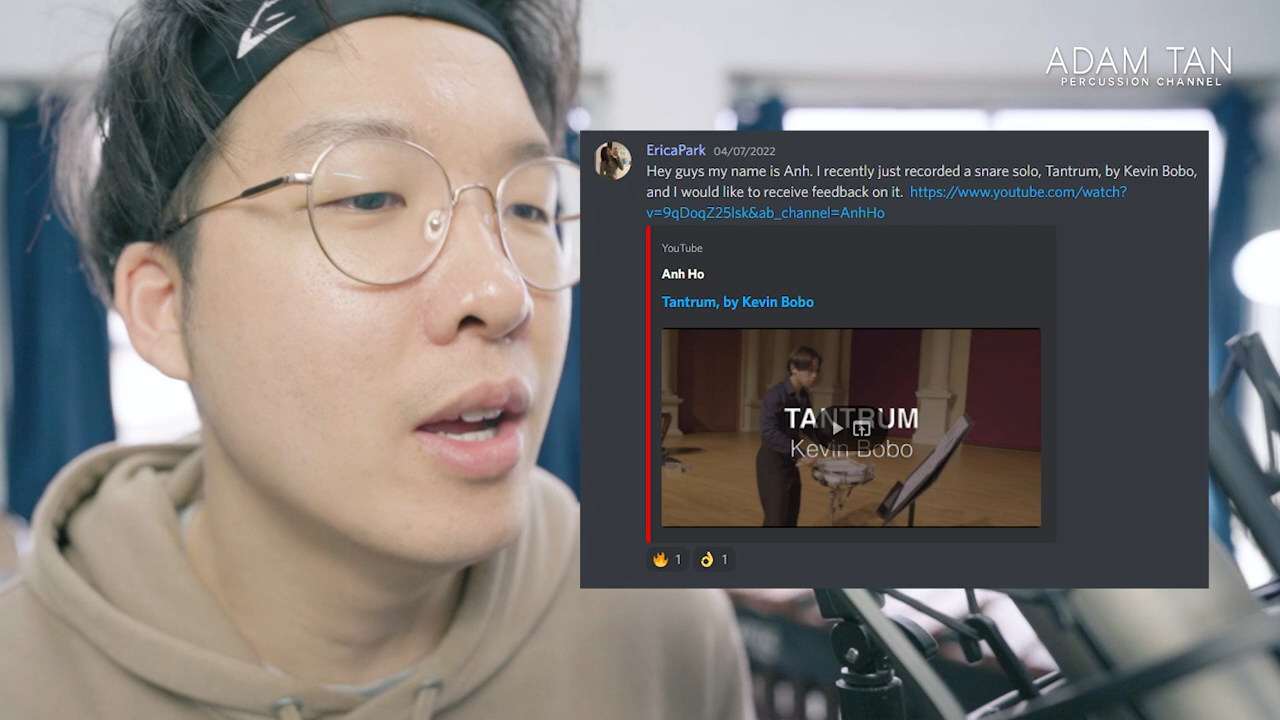 ADAM TAN
PERCUSSION CHANNEL
EricaPark 04/07/2022
Hey guys my name is Anh. I recently just recorded a snare solo, Tantrum, by Kevin Bobo,
and I would like to receive feedback on it. https://www.youtube.com/watch?
v=9qDoqZ25lsk&ab_channel=AnhHo
YouTube
Anh Ho
Tantrum, by Kevin Bobo
TANTRUM
Kevin Bobo
1 1